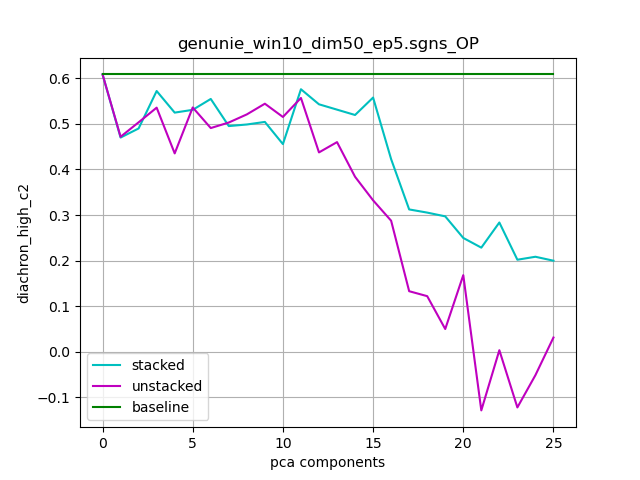 genunie_win10_dim50_ep5.sgns_OP
diachron_high_c2
0.6
0.5
0.4
0.3
0.2
0.1
0.0
−0.1
stacked
unstacked
baseline
0 5 10 15 20 25
pca components